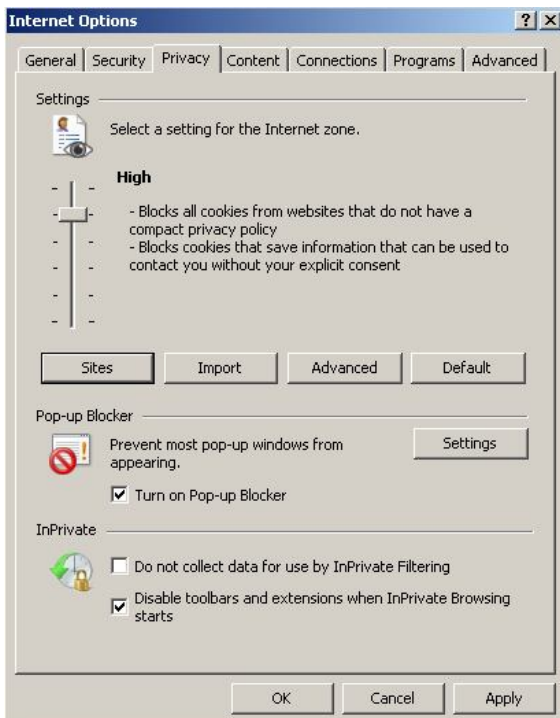 Internet Options
General Security Privacy Content Connections Programs Advanced
Settings
Select a setting for the Internet zone.
High
- Blocks all cookies from websites that do not have a
compact privacy policy
- Blocks cookies that save information that can be used to
contact you without your explicit consent
Sites Import Advanced Default
Pop-up Blocker
Prevent most pop-up windows from
appearing.
Settings
Turn on Pop-up Blocker
InPrivate
Do not collect data for use by InPrivate Filtering
Disable toolbars and extensions when InPrivate Browsing
starts
OK Cancel Apply